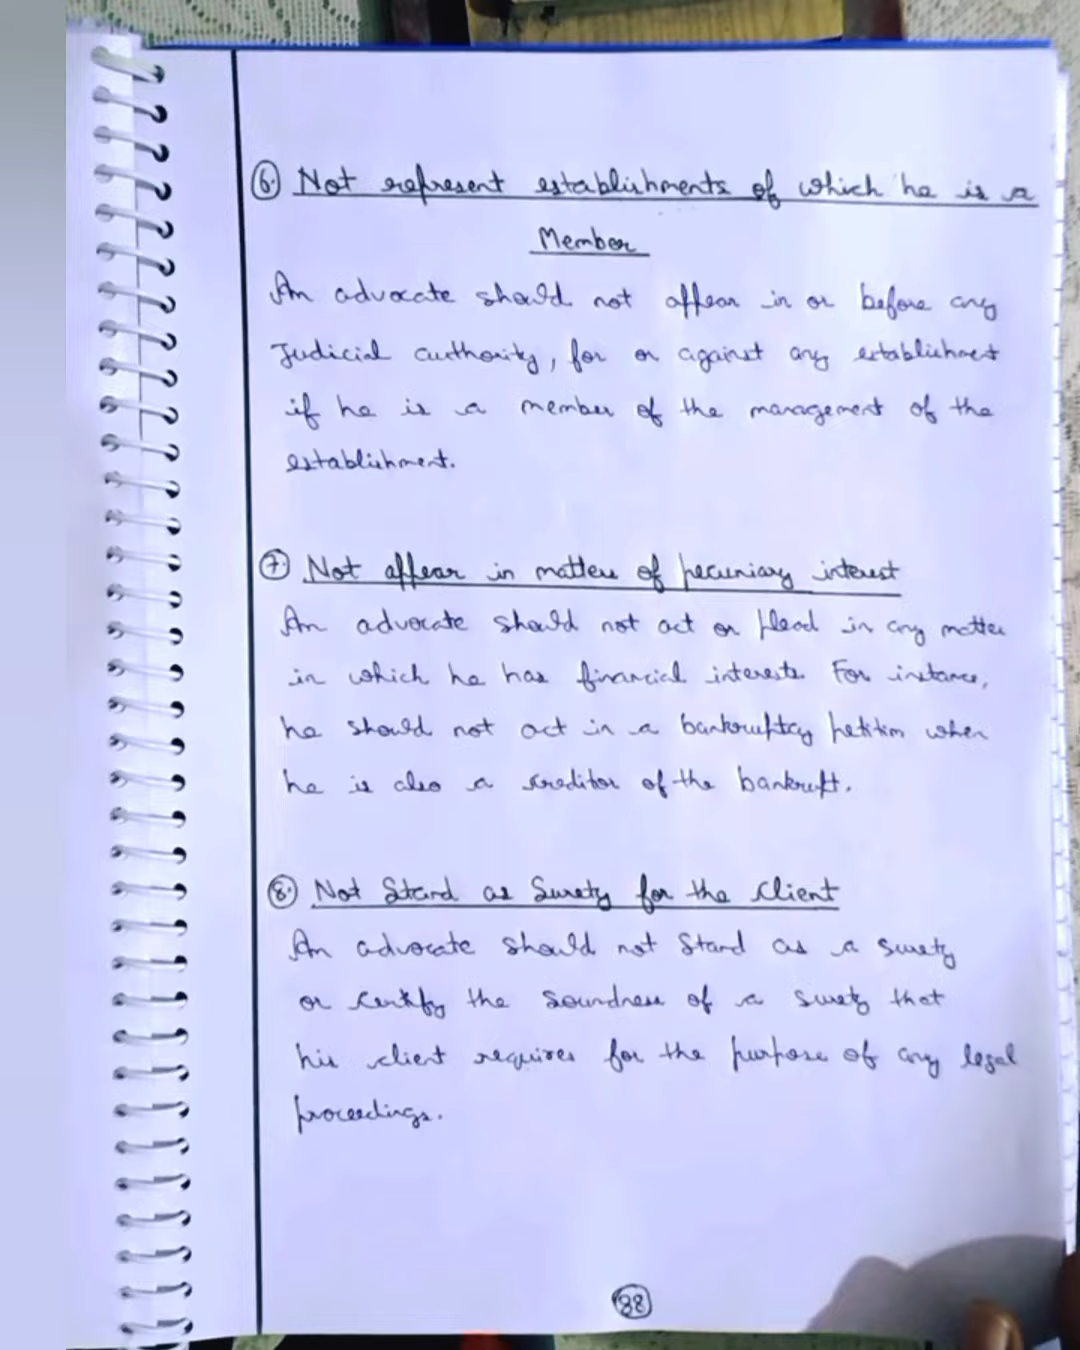 6. Not represent establishments of which he is a
Member
An advocate should not appear in or before any
Judicial authority, for or against any establishment
if he is a member of the management of the
establishment.
7. Not appear in matters of pecuniary interest
An advocate should not act or plead in any matter
in which he has financial interests. For instance,
he should not act in a bankruptcy petition when
he is also a creditor of the bankrupt.
8. Not Stand as Surety for the Client
An advocate should not Stand as a surety
or certify the soundness of a surety that
his client requires for the purpose of any legal
proceedings.
38